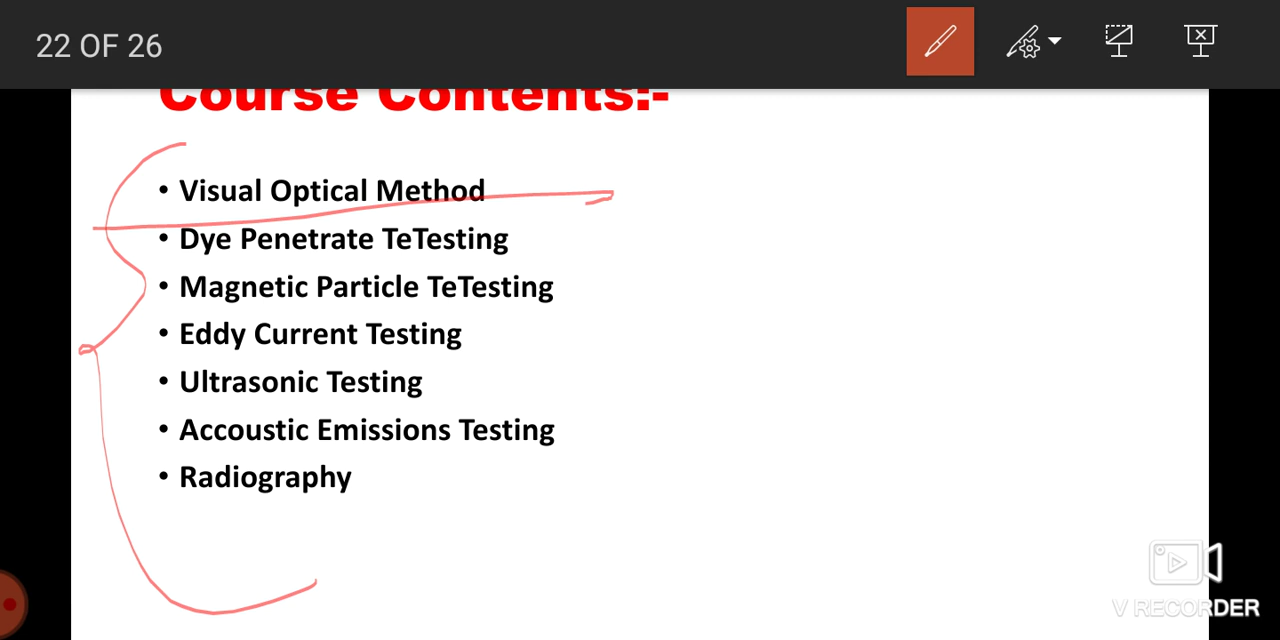 22 OF 26
Course Contents:-
• Visual Optical Method
• Dye Penetrate TeTesting
• Magnetic Particle TeTesting
• Eddy Current Testing
• Ultrasonic Testing
• Accoustic Emissions Testing
• Radiography
V RECORDER